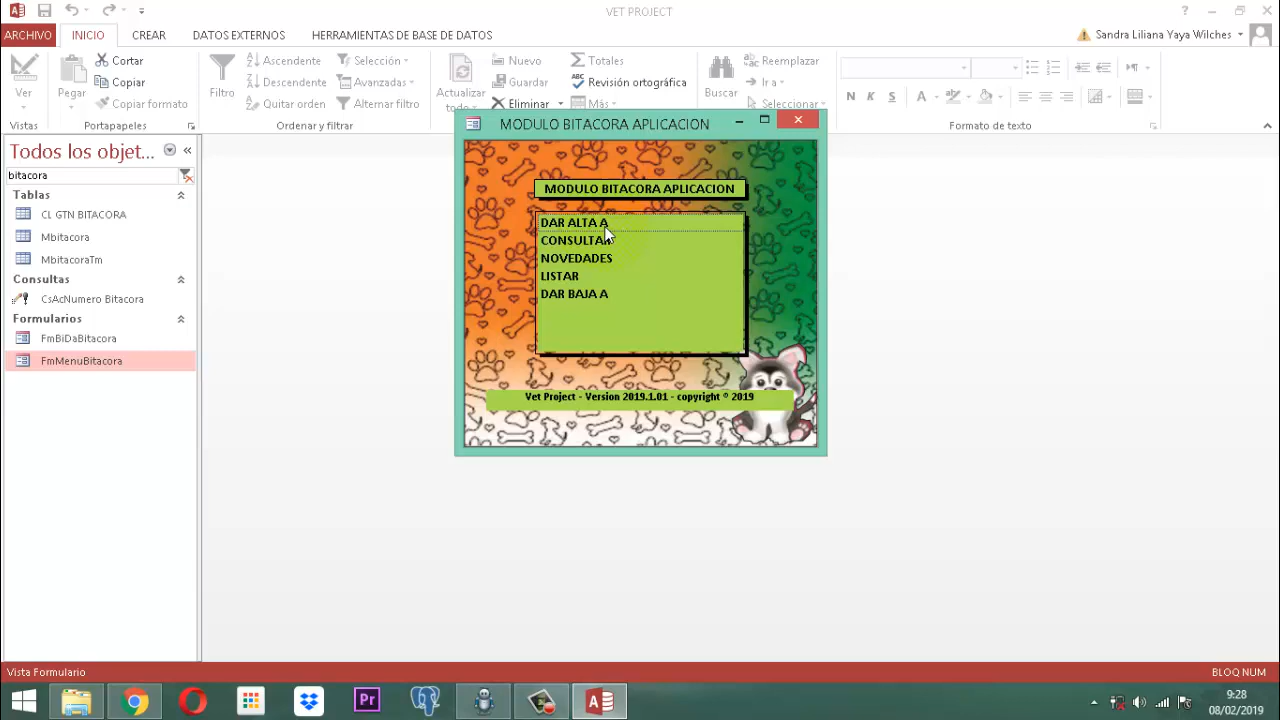 VET PROJECT
?
ARCHIVO INICIO CREAR DATOS EXTERNOS HERRAMIENTAS DE BASE DE DATOS Sandra Liliana Yaya Wilches
Ver
Vistas
Pegar
Cortar
Copiar
Copiar formato
Portapapeles
Filtro
Ascendente
Descendente
Quitar orden
Selección
Avanzadas
Ordenar y filtrar
Actualizar
todo
Nuevo
Guardar
Eliminar
Totales
Revisión ortográfica
Más
Buscar
Reemplazar
Ir a
Seleccionar
N K S A
Formato de texto
Todos los objet...
bitacora
Tablas
CL GTN BITACORA
Mbitacora
MbitacoraTm
Consultas
CsAcNumero Bitacora
Formularios
FmBiDaBitacora
FmMenuBitacora
MODULO BITACORA APLICACION
MODULO BITACORA APLICACION
DAR ALTA A
CONSULTAR
NOVEDADES
LISTAR
DAR BAJA A
Vet Project - Version 2019.1.01 - copyright © 2019
Vista Formulario
BLOQ NUM
Pr
9:28
08/02/2019